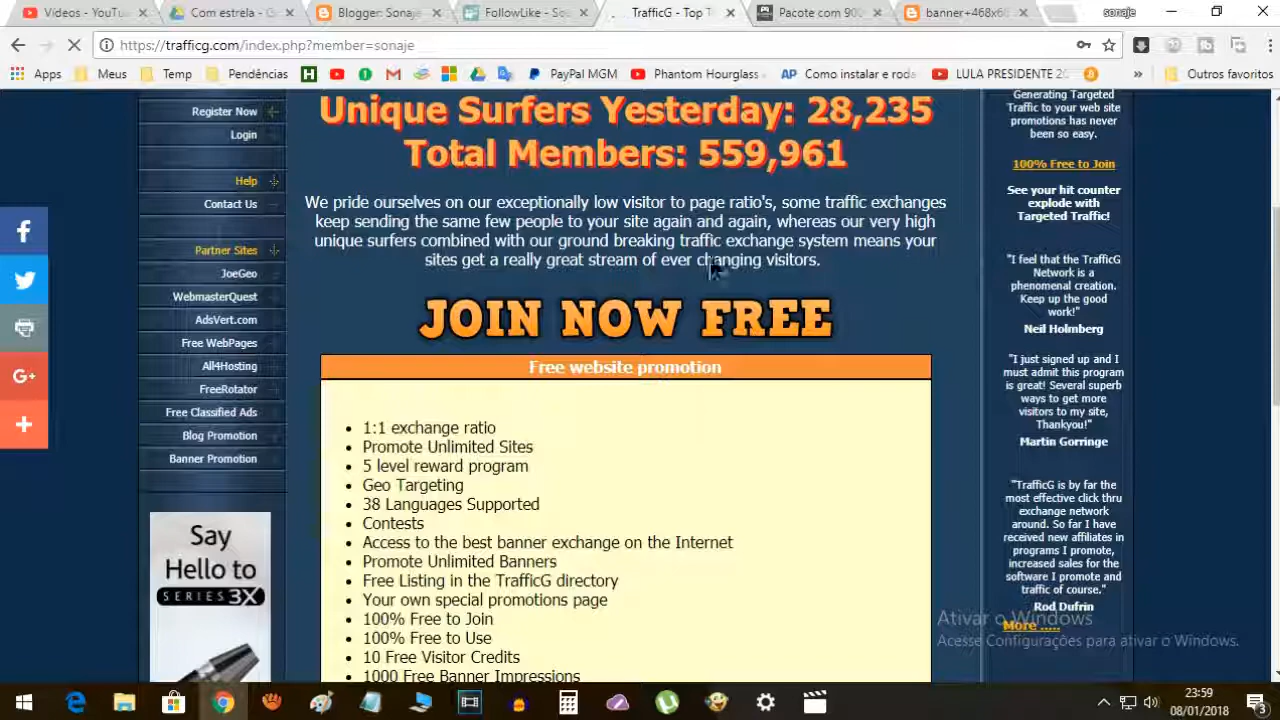 Vídeos - YouTu
Com estrela - G
Blogger: Sonaje
FollowLike - So
TrafficG - Top T
Pacote com 900
banner+468x6
sonaje
https://trafficg.com/index.php?member=sonaje
Apps
Meus
Temp
Pendências
PayPal MGM
Phantom Hourglass
AP
Como instalar e roda
LULA PRESIDENTE 20
»
Outros favoritos
Register Now
Login
Help
Contact Us
Partner Sites
JoeGeo
WebmasterQuest
AdsVert.com
Free WebPages
All4Hosting
FreeRotator
Free Classified Ads
Blog Promotion
Banner Promotion
Say
Hello to
SERIES 3X
Unique Surfers Yesterday: 28,235
Total Members: 559,961
We pride ourselves on our exceptionally low visitor to page ratio's, some traffic exchanges
keep sending the same few people to your site again and again, whereas our very high
unique surfers combined with our ground breaking traffic exchange system means your
sites get a really great stream of ever changing visitors.
JOIN NOW FREE
Free website promotion
• 1:1 exchange ratio
• Promote Unlimited Sites
• 5 level reward program
• Geo Targeting
• 38 Languages Supported
• Contests
• Access to the best banner exchange on the Internet
• Promote Unlimited Banners
• Free Listing in the TrafficG directory
• Your own special promotions page
• 100% Free to Join
• 100% Free to Use
• 10 Free Visitor Credits
• 1000 Free Banner Impressions
Generating Targeted
Traffic to your web site
promotions has never
been so easy.
100% Free to Join
See your hit counter
explode with
Targeted Traffic!
"I feel that the TrafficG
Network is a
phenomenal creation.
Keep up the good
work!"
Neil Holmberg
"I just signed up and I
must admit this program
is great! Several superb
ways to get more
visitors to my site,
Thankyou!"
Martin Gorringe
"TrafficG is by far the
most effective click thru
exchange network
around. So far I have
received new affiliates in
programs I promote,
increased sales for the
software I promote and
traffic of course."
Rod Dufrin
More .....
Ativar o Windows
Acesse Configurações para ativar o Windows.
23:59
08/01/2018
3